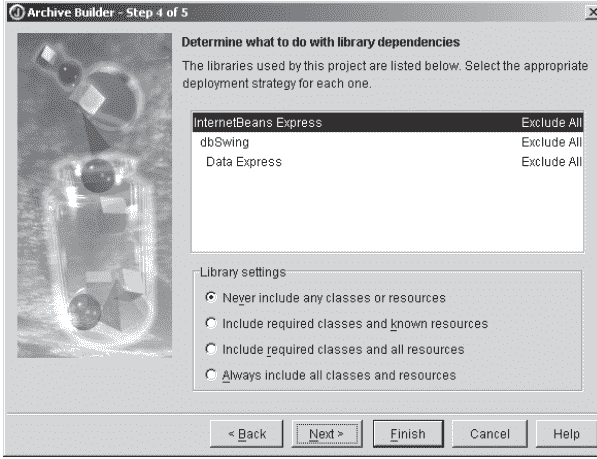 Archive Builder - Step 4 of 5
Determine what to do with library dependencies
The libraries used by this project are listed below. Select the appropriate
deployment strategy for each one.
InternetBeans Express Exclude All
dbSwing Exclude All
Data Express Exclude All
Library settings
Never include any classes or resources
Include required classes and known resources
Include required classes and all resources
Always include all classes and resources
< Back Next > Finish Cancel Help